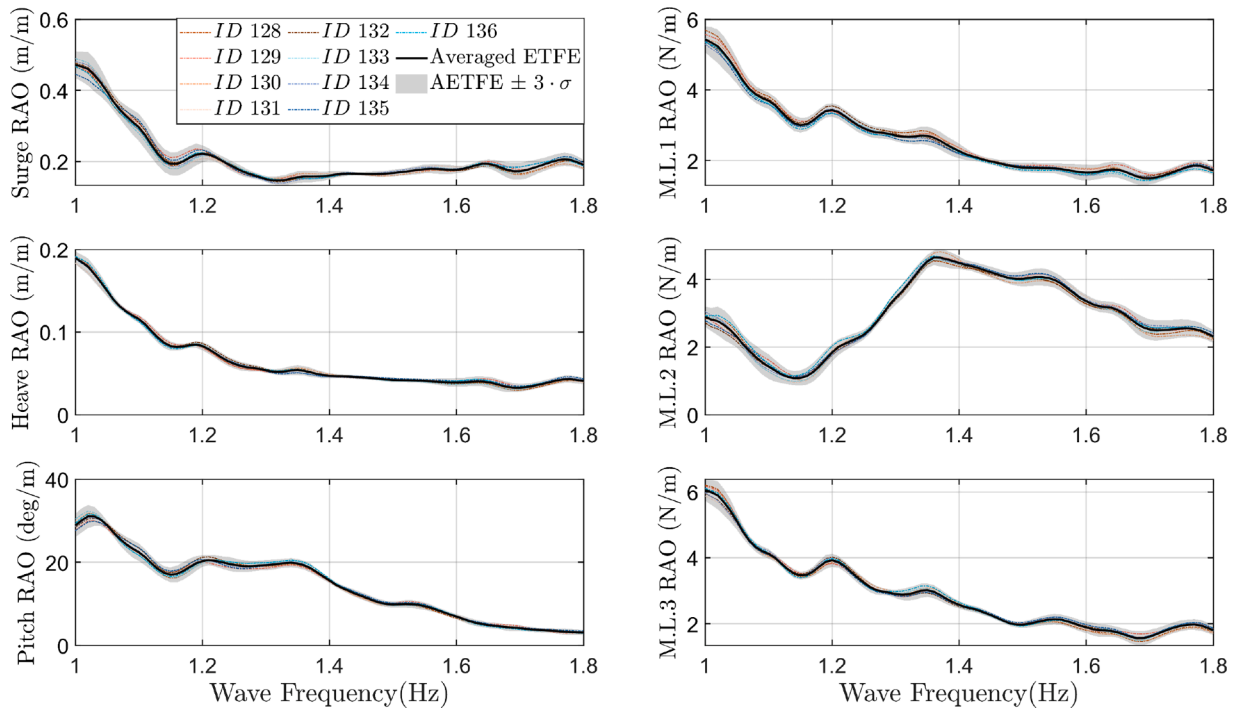 Surge RAO (m/m)
0.6
0.4
0.2
1
1.2
1.4
1.6
1.8
ID 128
ID 129
ID 130
ID 131
ID 132
ID 133
ID 134
ID 135
ID 136
Averaged ETFE
AETFE ± 3 · σ
M.L.1 RAO (N/m)
6
4
2
1
1.2
1.4
1.6
1.8
Heave RAO (m/m)
0.2
0.1
0
1
1.2
1.4
1.6
1.8
M.L.2 RAO (N/m)
4
2
0
1
1.2
1.4
1.6
1.8
Pitch RAO (deg/m)
40
20
0
1
1.2
1.4
1.6
1.8
Wave Frequency(Hz)
M.L.3 RAO (N/m)
6
4
2
1
1.2
1.4
1.6
1.8
Wave Frequency(Hz)